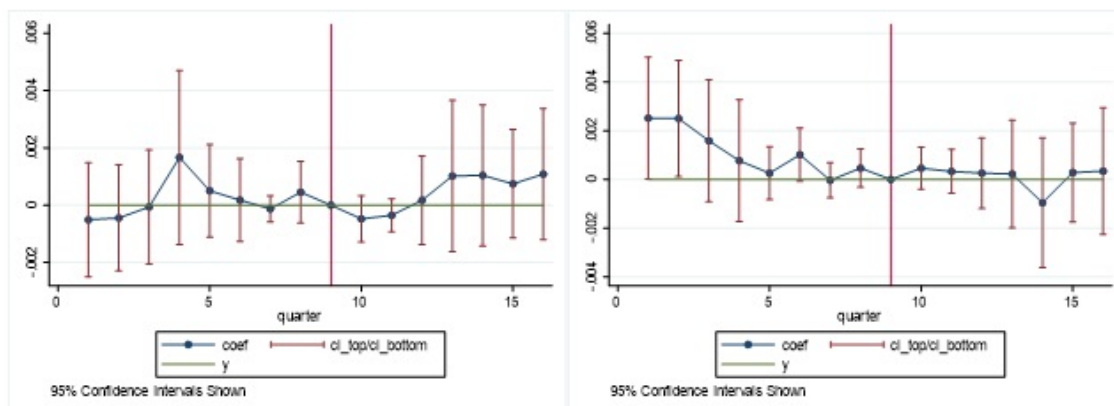 .006
.004
.002
0
-.002
0
5
10
15
quarter
coef
ci_top/ci_bottom
y
95% Confidence Intervals Shown
.006
.004
.002
0
-.002
-.004
0
5
10
15
quarter
coef
ci_top/ci_bottom
y
95% Confidence Intervals Shown